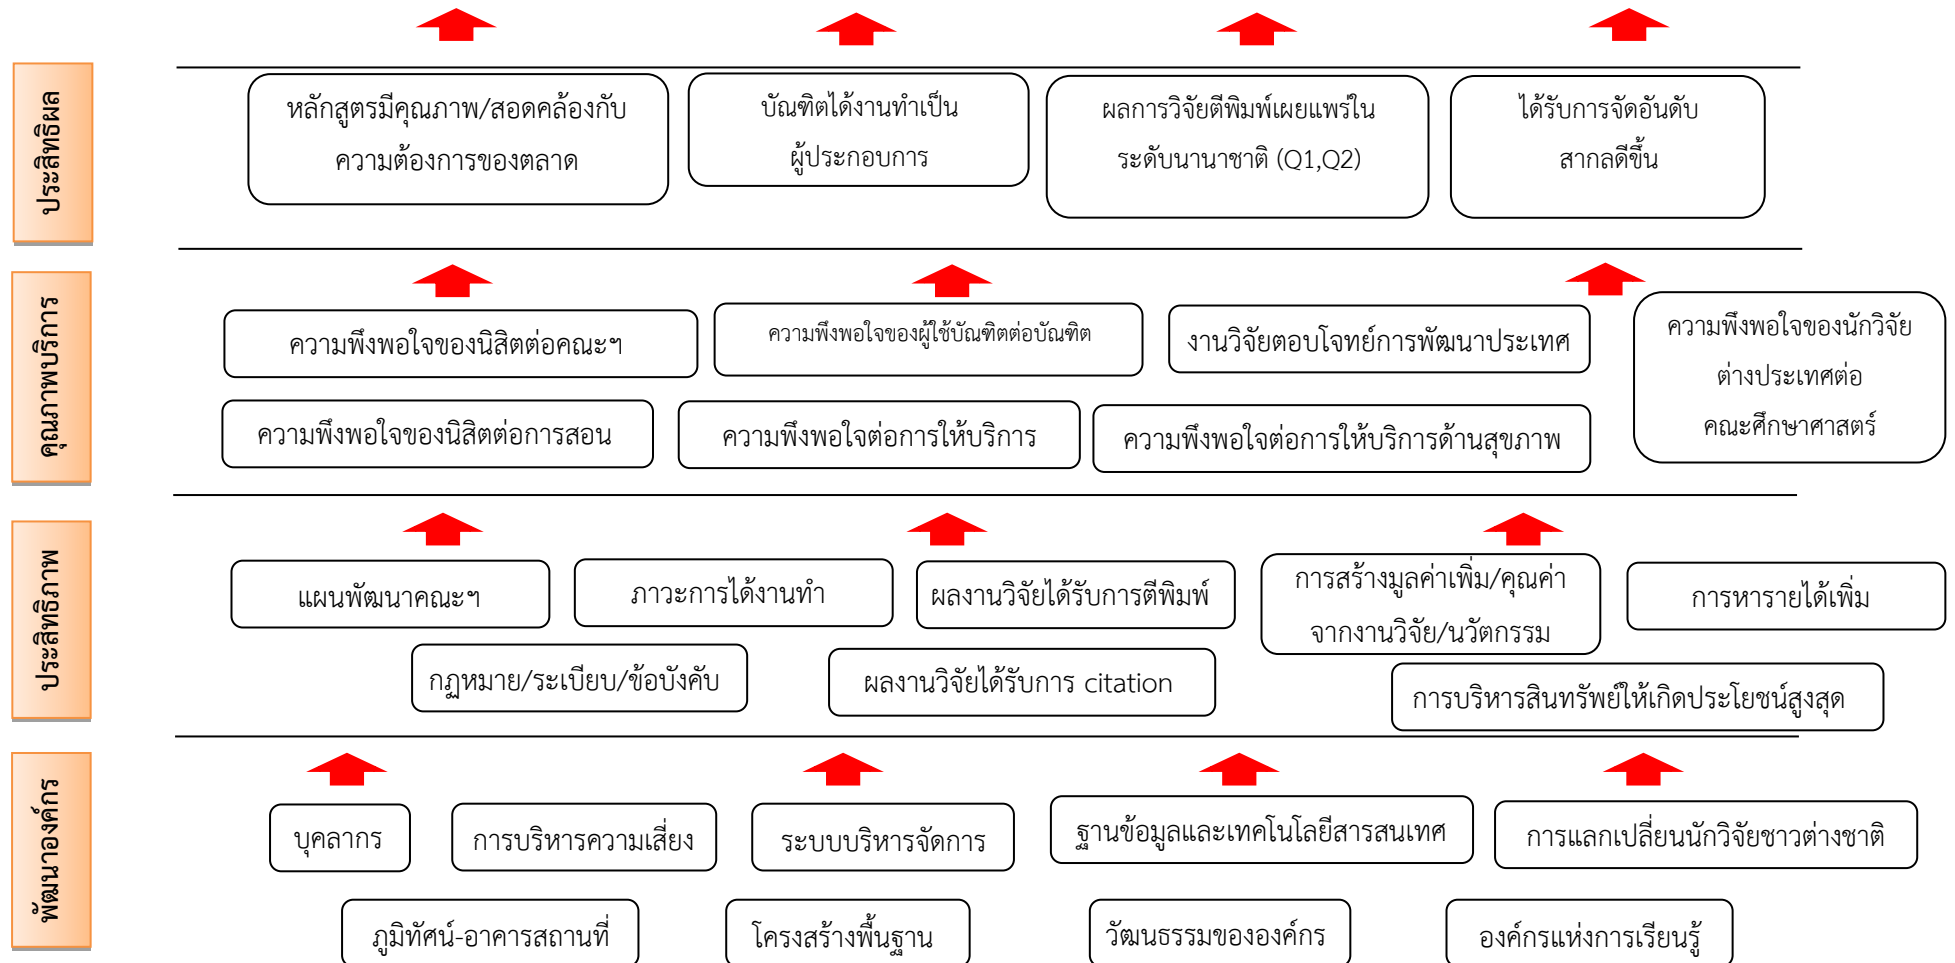 ประสิทธิผล
หลักสูตรมีคุณภาพ/สอดคล้องกับ
ความต้องการของตลาด
บัณฑิตได้งานทำเป็น
ผู้ประกอบการ
ผลการวิจัยตีพิมพ์เผยแพร่ใน
ระดับนานาชาติ (Q1,Q2)
ได้รับการจัดอันดับ
สากลดีขึ้น
คุณภาพบริการ
ความพึงพอใจของนิสิตต่อคณะฯ
ความพึงพอใจของผู้ใช้บัณฑิตต่อบัณฑิต
งานวิจัยตอบโจทย์การพัฒนาประเทศ
ความพึงพอใจของนักวิจัย
ต่างประเทศต่อ
คณะศึกษาศาสตร์
ความพึงพอใจของนิสิตต่อการสอน
ความพึงพอใจต่อการให้บริการ
ความพึงพอใจต่อการให้บริการด้านสุขภาพ
ประสิทธิภาพ
แผนพัฒนาคณะฯ
ภาวะการได้งานทำ
ผลงานวิจัยได้รับการตีพิมพ์
การสร้างมูลค่าเพิ่ม/คุณค่า
จากงานวิจัย/นวัตกรรม
การหารายได้เพิ่ม
กฎหมาย/ระเบียบ/ข้อบังคับ
ผลงานวิจัยได้รับการ citation
การบริหารสินทรัพย์ให้เกิดประโยชน์สูงสุด
พัฒนาองค์กร
บุคลากร
การบริหารความเสี่ยง
ระบบบริหารจัดการ
ฐานข้อมูลและเทคโนโลยีสารสนเทศ
การแลกเปลี่ยนนักวิจัยชาวต่างชาติ
ภูมิทัศน์-อาคารสถานที่
โครงสร้างพื้นฐาน
วัฒนธรรมขององค์กร
องค์กรแห่งการเรียนรู้